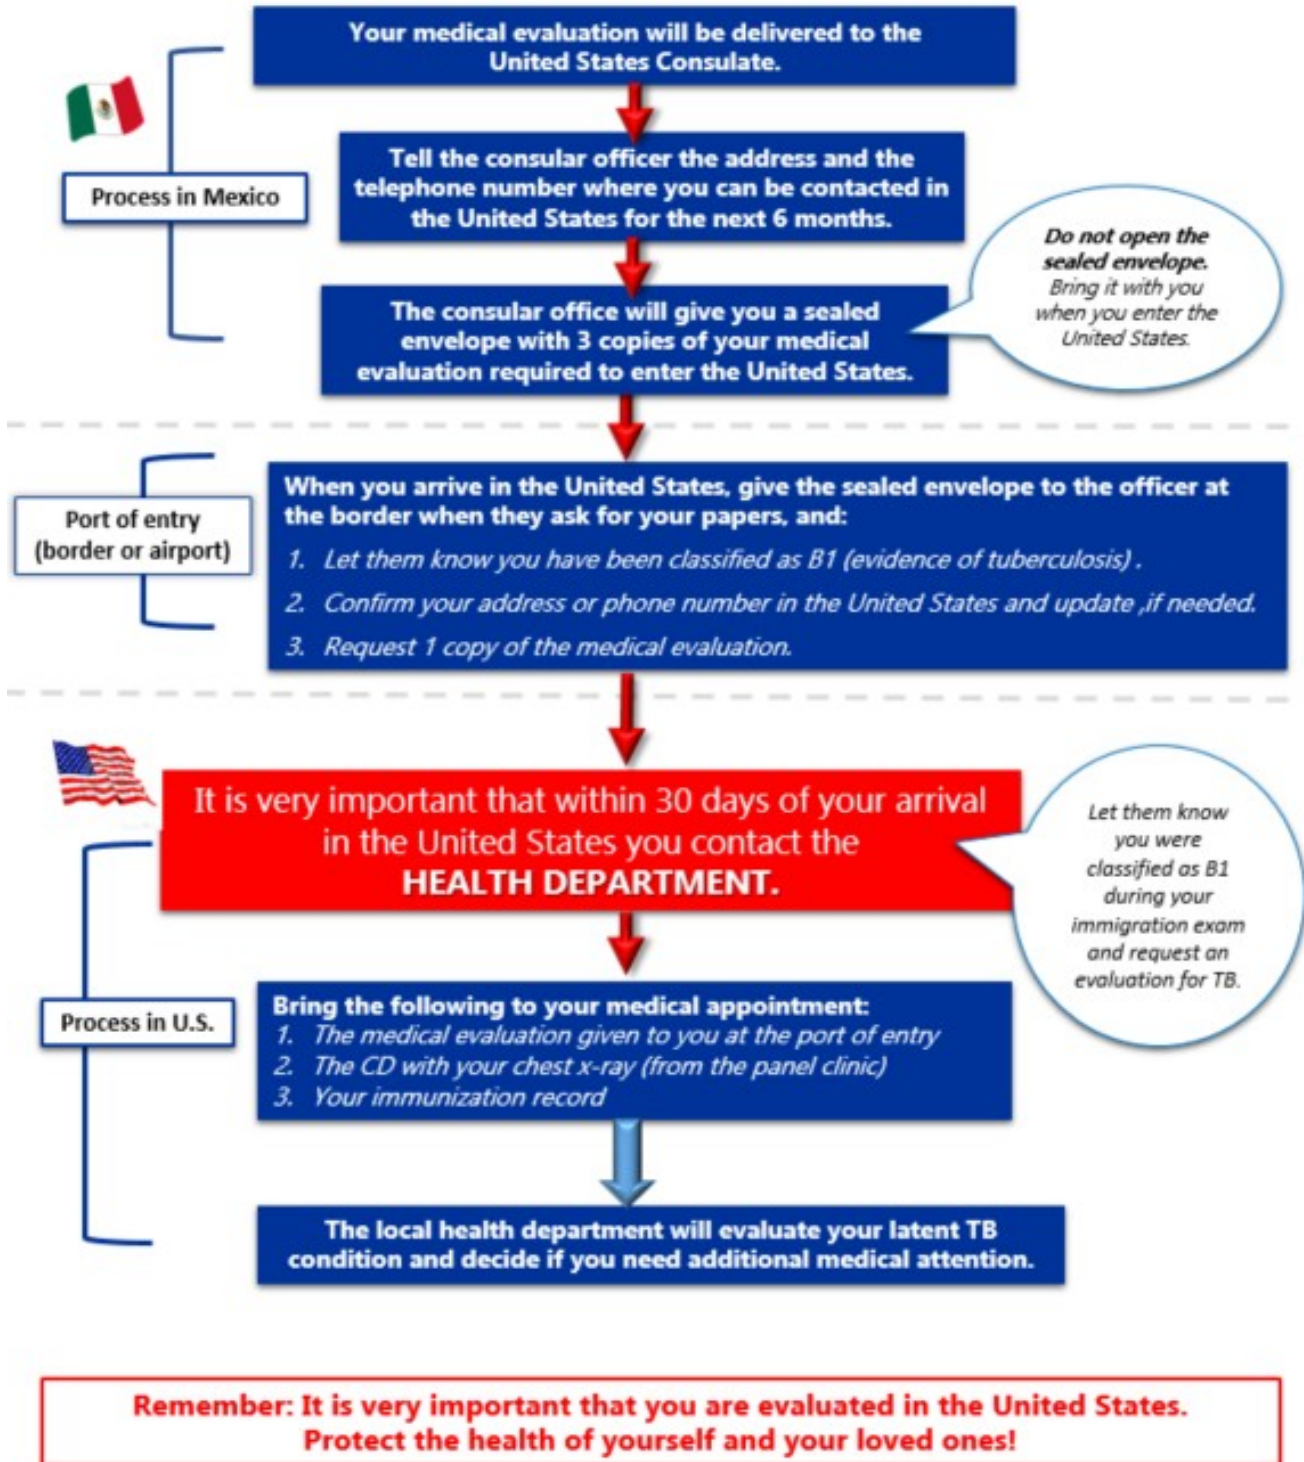 Your medical evaluation will be delivered to the
United States Consulate.
Process in Mexico
Tell the consular officer the address and the
telephone number where you can be contacted in
the United States for the next 6 months.
The consular office will give you a sealed
envelope with 3 copies of your medical
evaluation required to enter the United States.
Do not open the
sealed envelope.
Bring it with you
when you enter the
United States.
Port of entry
(border or airport)
When you arrive in the United States, give the sealed envelope to the officer at
the border when they ask for your papers, and:
1. Let them know you have been classified as B1 (evidence of tuberculosis) .
2. Confirm your address or phone number in the United States and update ,if needed.
3. Request 1 copy of the medical evaluation.
It is very important that within 30 days of your arrival
in the United States you contact the
HEALTH DEPARTMENT.
Let them know
you were
classified as B1
during your
immigration exam
and request an
evaluation for TB.
Process in U.S.
Bring the following to your medical appointment:
1. The medical evaluation given to you at the port of entry
2. The CD with your chest x-ray (from the panel clinic)
3. Your immunization record
The local health department will evaluate your latent TB
condition and decide if you need additional medical attention.
Remember: It is very important that you are evaluated in the United States.
Protect the health of yourself and your loved ones!